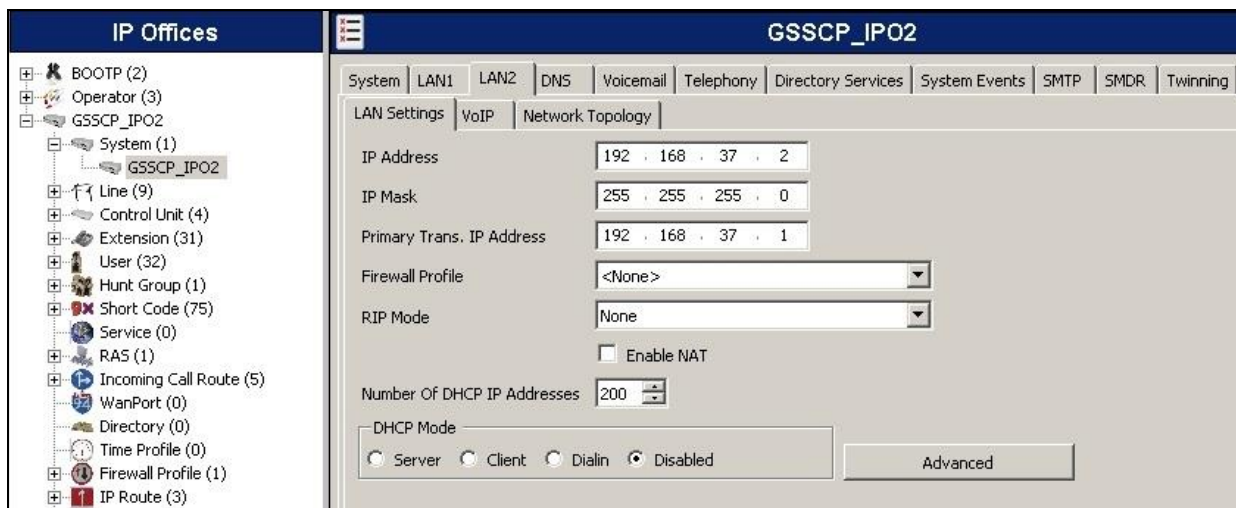 IP Offices
BOOTP (2)
Operator (3)
GSSCP_IPO2
System (1)
GSSCP_IPO2
Line (9)
Control Unit (4)
Extension (31)
User (32)
Hunt Group (1)
Short Code (75)
Service (0)
RAS (1)
Incoming Call Route (5)
WanPort (0)
Directory (0)
Time Profile (0)
Firewall Profile (1)
IP Route (3)
GSSCP_IPO2
System LAN1 LAN2 DNS Voicemail Telephony Directory Services System Events SMTP SMDR Twinning
LAN Settings VoIP Network Topology
IP Address 192 . 168 . 37 . 2
IP Mask 255 . 255 . 255 . 0
Primary Trans. IP Address 192 . 168 . 37 . 1
Firewall Profile <None>
RIP Mode None
Enable NAT
Number Of DHCP IP Addresses 200
DHCP Mode
Server Client Dialin Disabled
Advanced